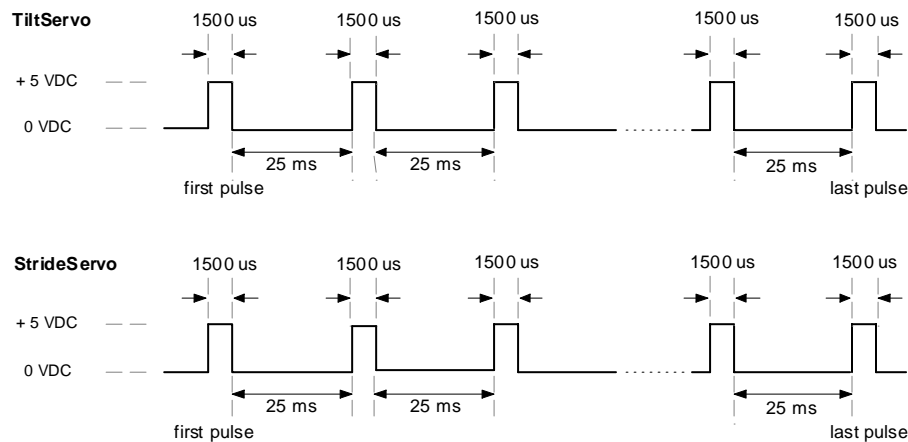 TiltServo
1500 us 1500 us 1500 us 1500 us 1500 us
+ 5 VDC
0 VDC
25 ms 25 ms 25 ms
first pulse last pulse
StrideServo
1500 us 1500 us 1500 us 1500 us 1500 us
+ 5 VDC
0 VDC
25 ms 25 ms 25 ms
first pulse last pulse